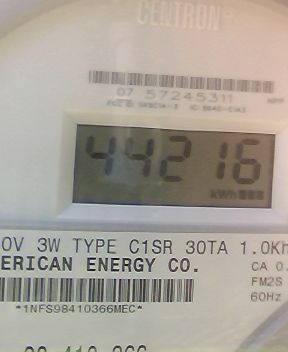 CENTRON
07 57245311
44216
kWh
0V 3W TYPE C1SR 30TA 1.0Kh
ERICAN ENERGY CO.
CA 0.
FM2S
60Hz
*1NFS98410366MEC*